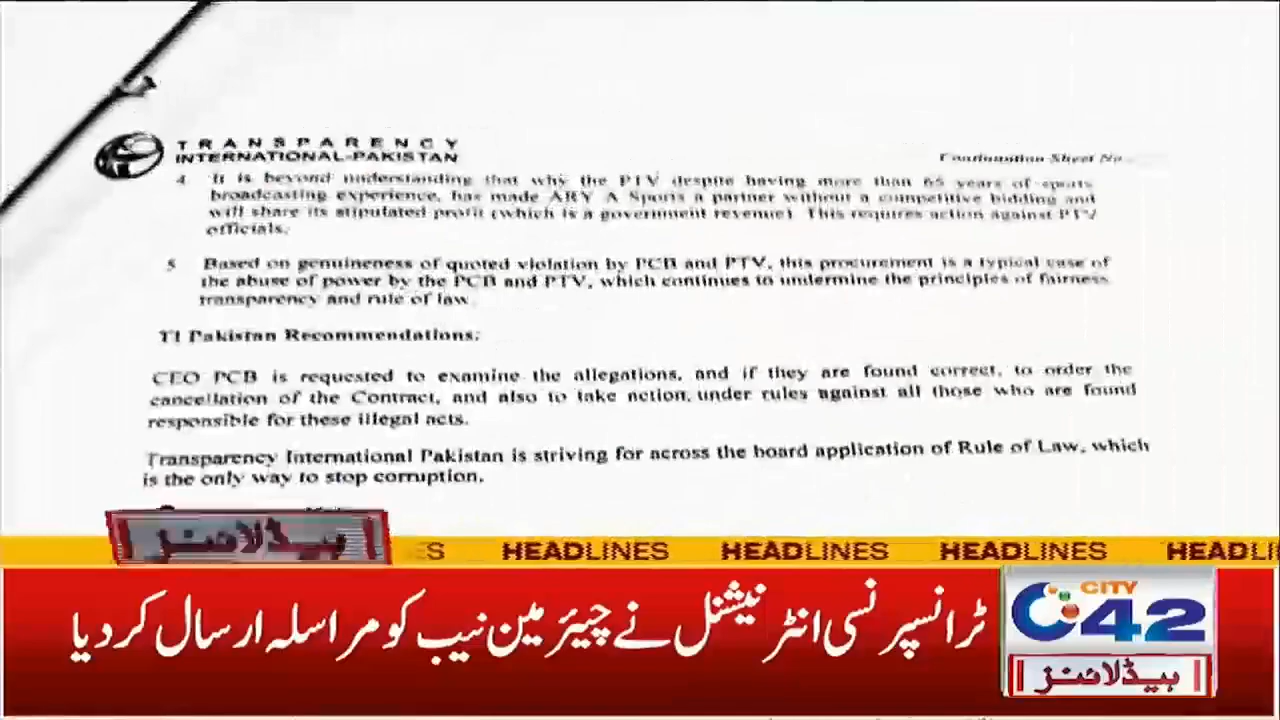 TRANSPARENCY
INTERNATIONAL-PAKISTAN
Continuation Sheet No
4 It is beyond understanding that why the PTV despite having more than 65 years of sports
broadcasting experience, has made ARY A Sports a partner without a competitive bidding and
will share its stipulated profit (which is a government revenue). This requires action against PTV
officials.
5 Based on genuineness of quoted violation by PCB and PTV, this procurement is a typical case of
the abuse of power by the PCB and PTV, which continues to undermine the principles of fairness
transparency and rule of law
TI Pakistan Recommendations:
CEO PCB is requested to examine the allegations, and if they are found correct, to order the
cancellation of the Contract, and also to take action under rules against all those who are found
responsible for these illegal acts.
Transparency International Pakistan is striving for across the board application of Rule of Law, which
is the only way to stop corruption.
ہیڈلائنز
HEADLINES HEADLINES HEADLINES HEADLI
ٹرانسپرنسی انٹرنیشنل نے چیئرمین نیب کو مراسلہ ارسال کر دیا
CITY
42
ہیڈلائنز